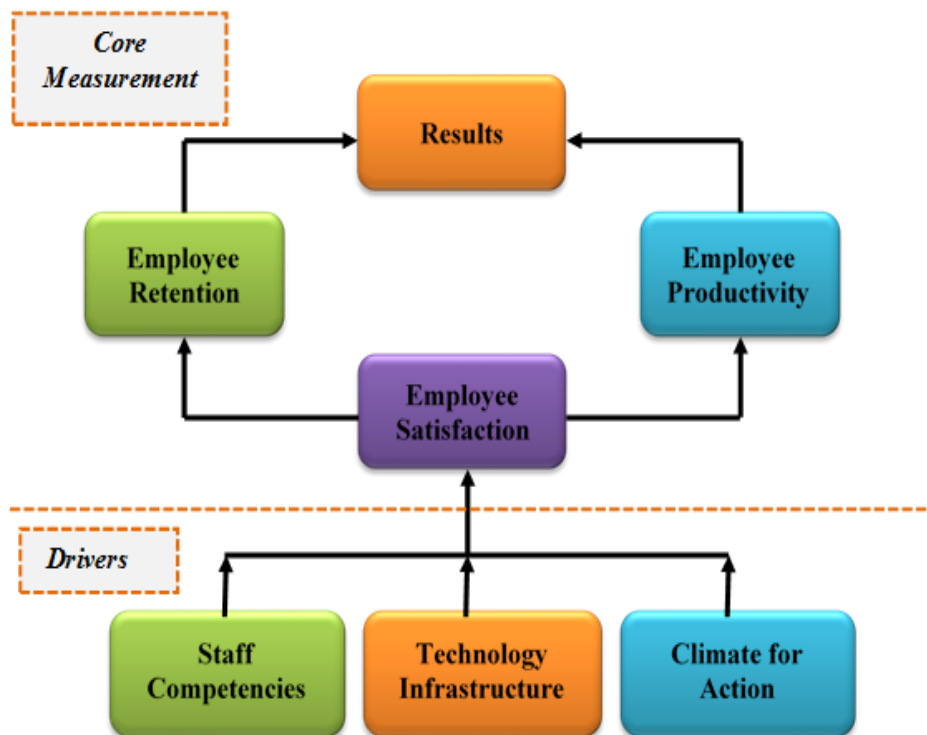 Core
Measurement
Results
Employee
Retention
Employee
Productivity
Employee
Satisfaction
Drivers
Staff
Competencies
Technology
Infrastructure
Climate for
Action